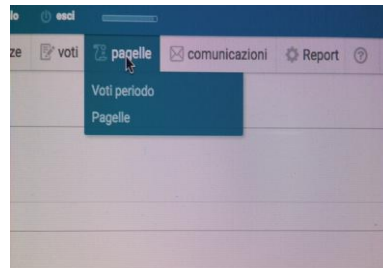 lo esci
ze voti pagelle comunicazioni Report ?
Voti periodo
Pagelle